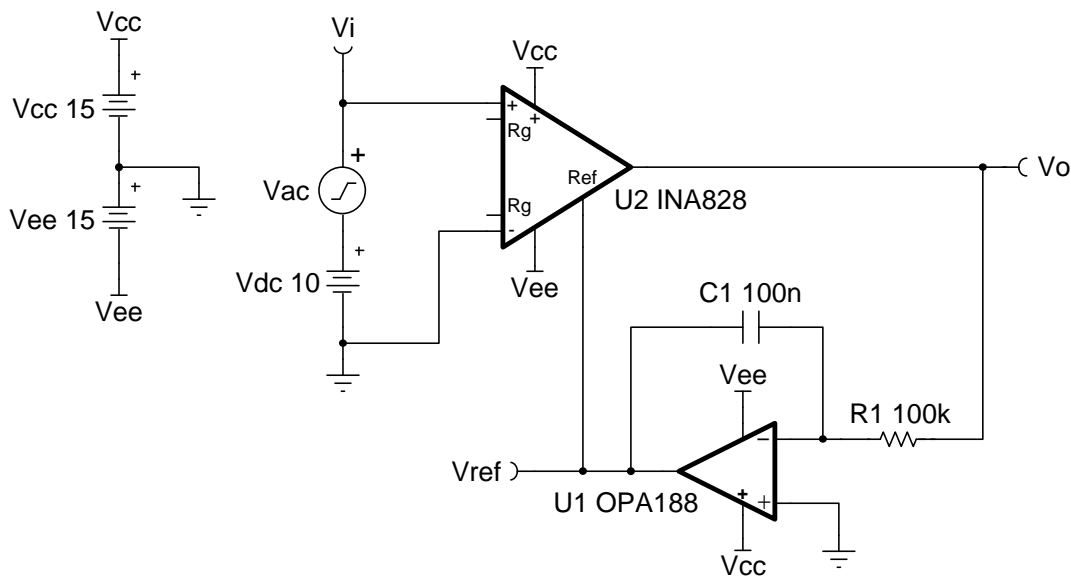 Vcc
Vcc 15
+
Vee 15
+
Vee
Vi
Vac
+
Vdc 10
+
Vcc
+
+
Rg
Ref
Rg
-
Vee
U2 INA828
Vo
C1 100n
Vee
R1 100k
Vref
U1 OPA188
−
+
+
Vcc